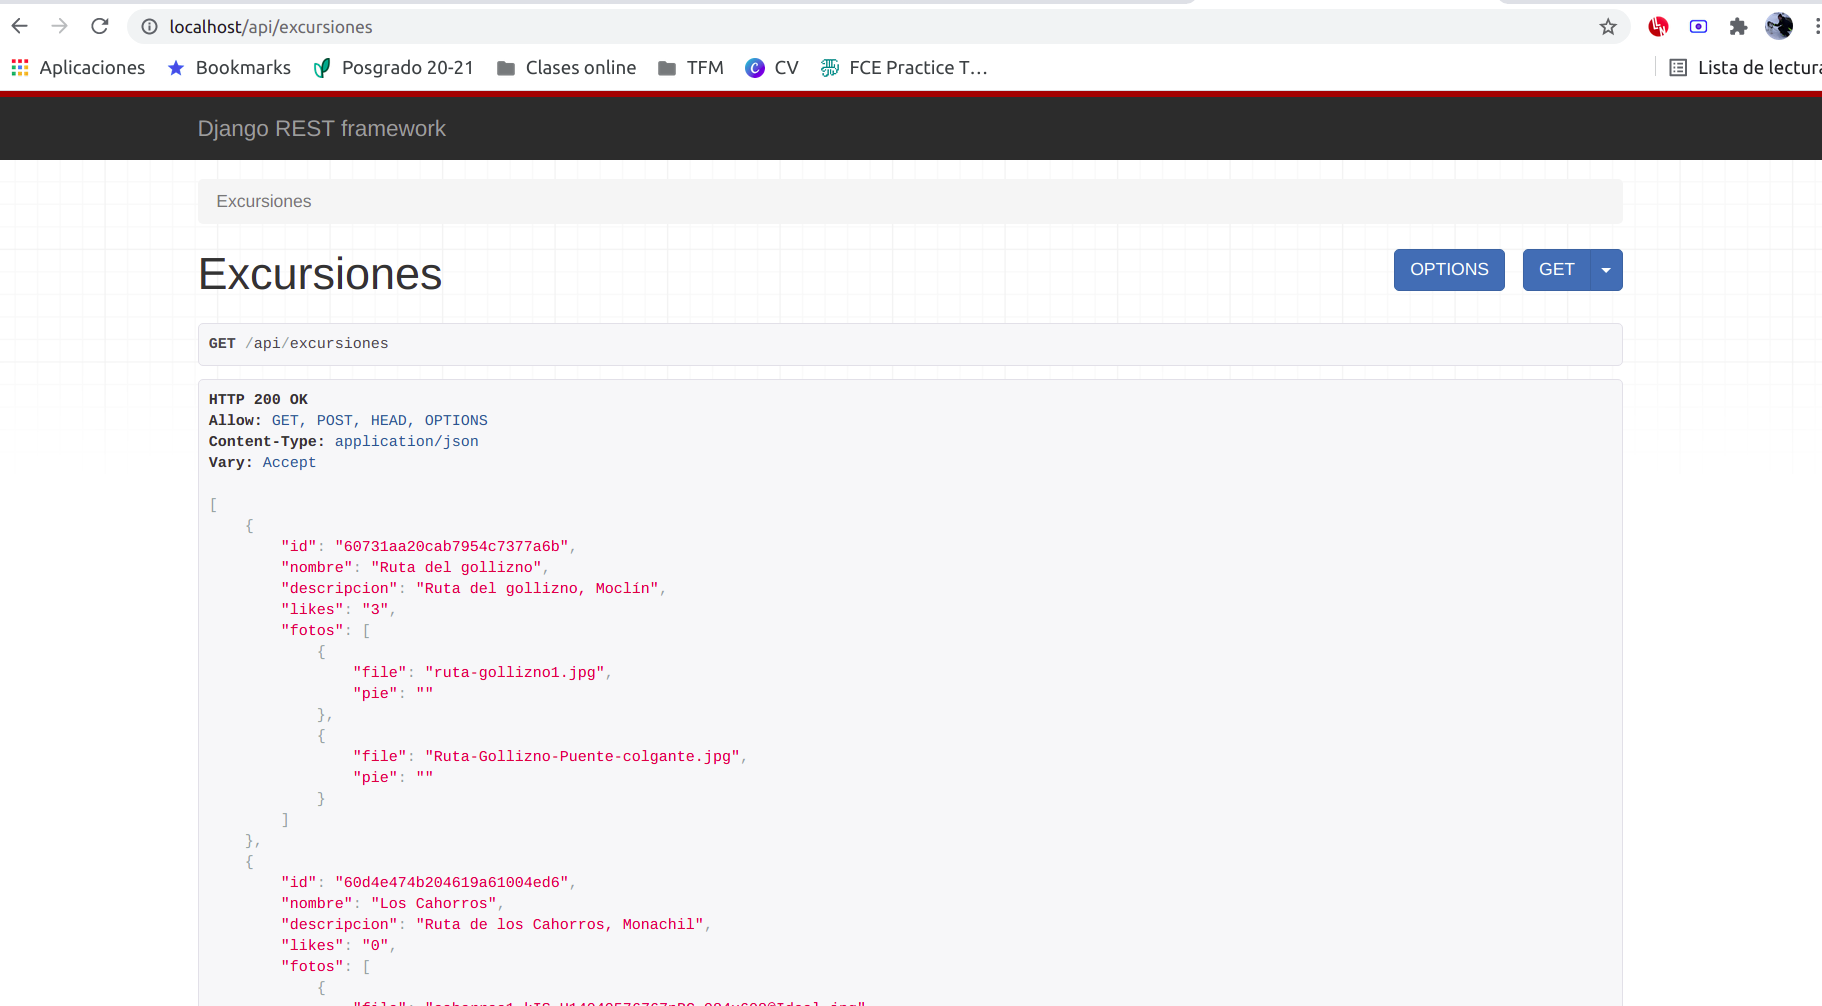 localhost/api/excursiones
Aplicaciones Bookmarks Posgrado 20-21 Clases online TFM CV FCE Practice T… Lista de lectura
Django REST framework
Excursiones
Excursiones
OPTIONS GET
GET /api/excursiones
HTTP 200 OK
Allow: GET, POST, HEAD, OPTIONS
Content-Type: application/json
Vary: Accept
[
{
"id": "60731aa20cab7954c7377a6b",
"nombre": "Ruta del gollizno",
"descripcion": "Ruta del gollizno, Moclín",
"likes": "3",
"fotos": [
{
"file": "ruta-gollizno1.jpg",
"pie": ""
},
{
"file": "Ruta-Gollizno-Puente-colgante.jpg",
"pie": ""
}
]
},
{
"id": "60d4e474b204619a61004ed6",
"nombre": "Los Cahorros",
"descripcion": "Ruta de los Cahorros, Monachil",
"likes": "0",
"fotos": [
{
"file":